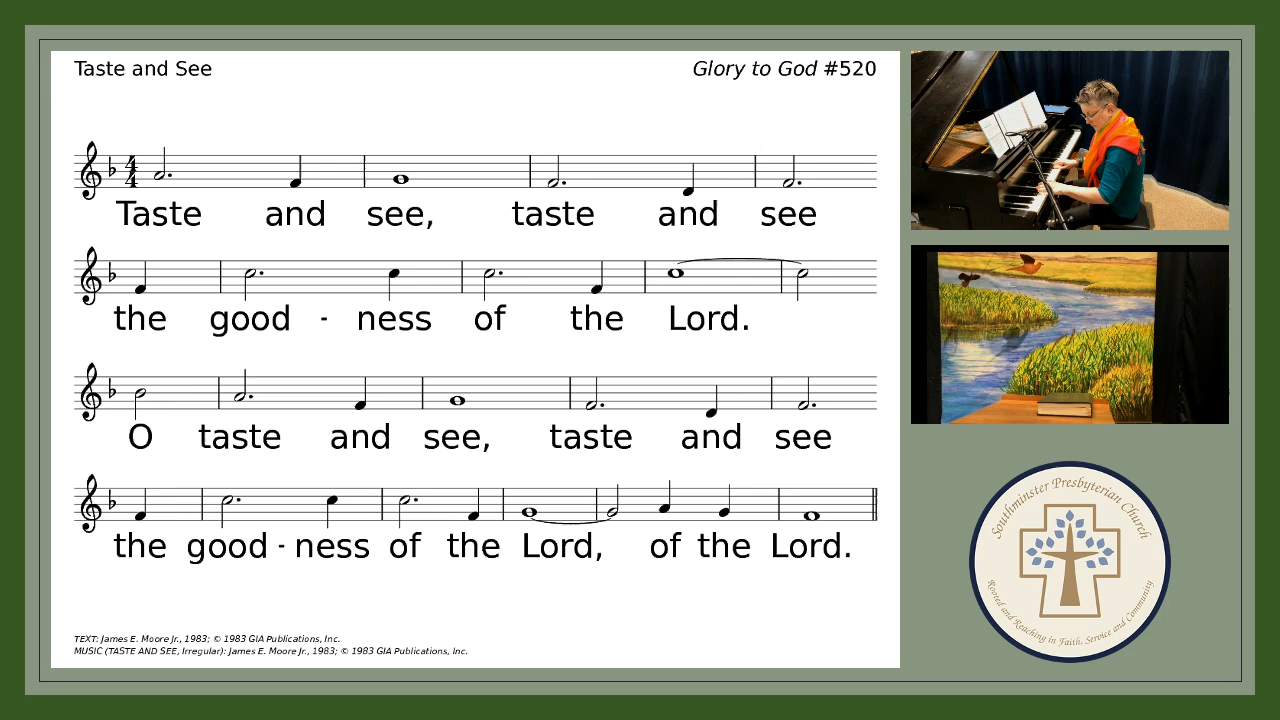 Taste and See
Glory to God #520
4
4
Taste and see, taste and see
the good - ness of the Lord.
O taste and see, taste and see
the good - ness of the Lord, of the Lord.
TEXT: James E. Moore Jr., 1983; © 1983 GIA Publications, Inc.
MUSIC (TASTE AND SEE, Irregular): James E. Moore Jr., 1983; © 1983 GIA Publications, Inc.
Southminster Presbyterian Church
Rooted and Reaching in Faith, Service and Community